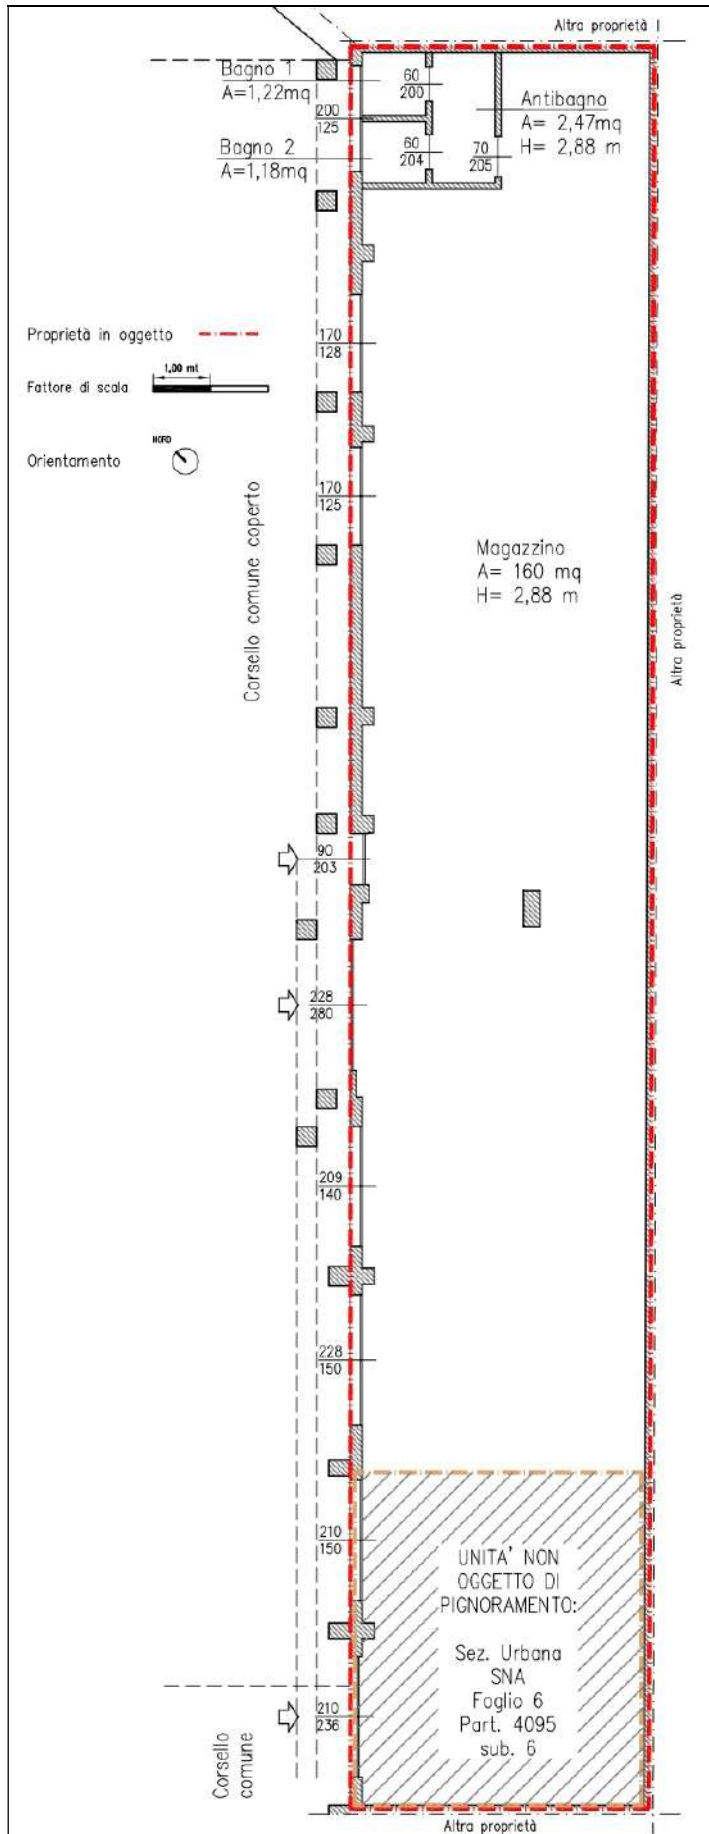 Altra proprietà
Bagno 1
A=1,22mq
60
200
Antibagno
A= 2,47mq
H= 2,88 m
200
125
Bagno 2
A=1,18mq
60
204
70
205
Proprietà in oggetto
170
128
1,00 mt
Fattore di scala
NORD
Orientamento
170
125
Corsello comune coperto
Magazzino
A= 160 mq
H= 2,88 m
Altra proprietà
90
203
228
280
209
140
228
150
210
150
UNITA' NON
OGGETTO DI
PIGNORAMENTO:
Sez. Urbana
SNA
Foglio 6
Part. 4095
sub. 6
210
236
Corsello
comune
Altra proprietà